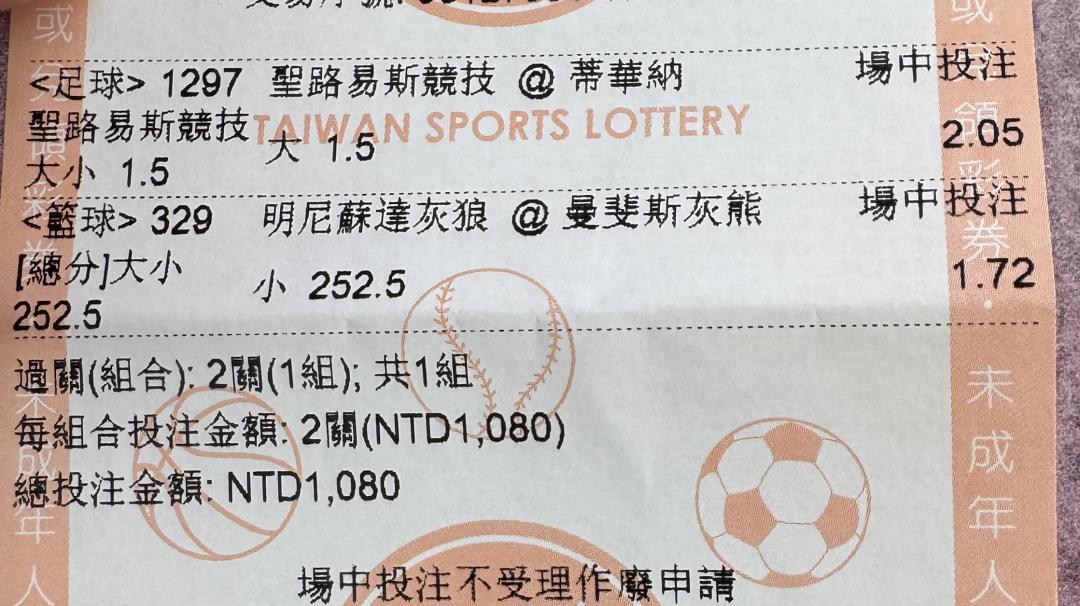 <足球> 1297 聖路易斯競技 @ 蒂華納 場中投注
聖路易斯競技 大 1.5 2.05
大小 1.5
TAIWAN SPORTS LOTTERY
<籃球> 329 明尼蘇達灰狼 @ 曼斐斯灰熊 場中投注
[總分]大小 小 252.5 1.72
252.5
過關(組合): 2關(1組); 共1組
每組合投注金額: 2關(NTD1,080)
總投注金額: NTD1,080
場中投注不受理作廢申請
未成年人